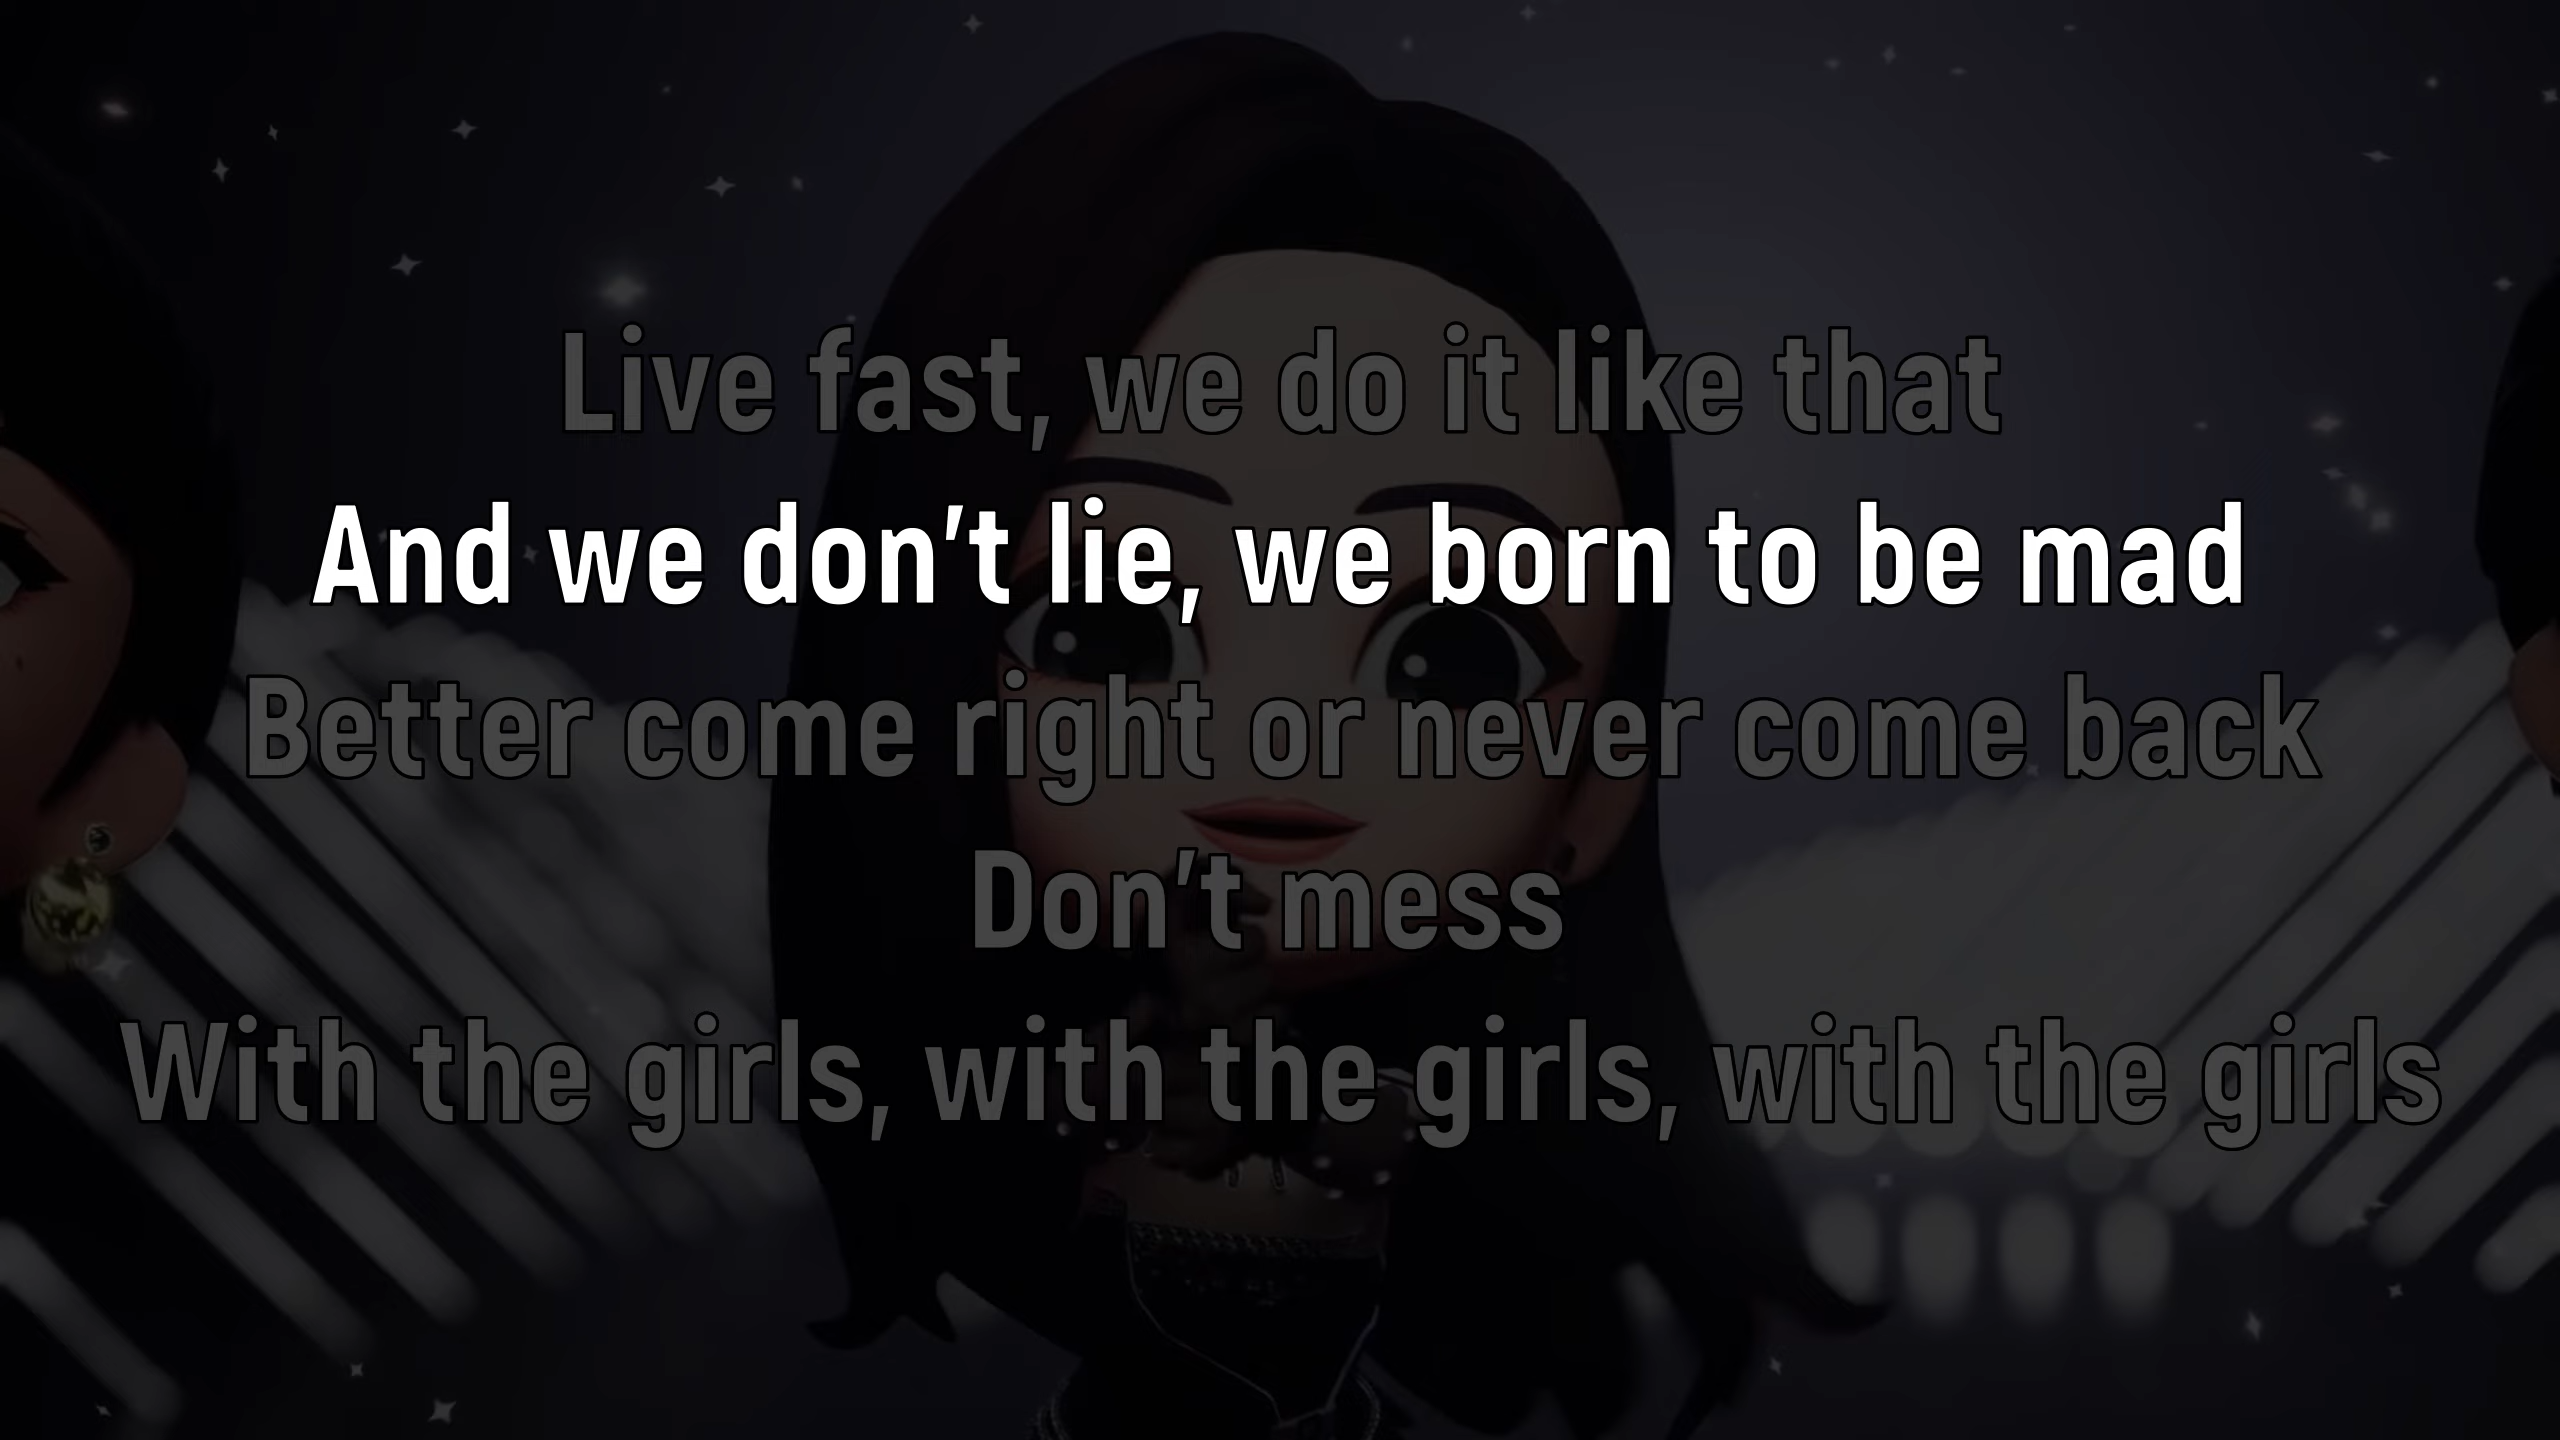 Live fast, we do it like that
And we don't lie, we born to be mad
Better come right or never come back
Don't mess
With the girls, with the girls, with the girls